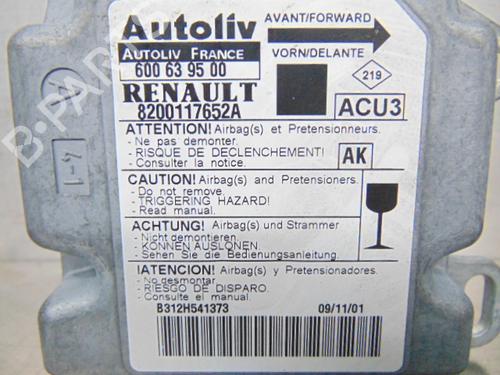 Autoliv
AVANT/FORWARD
AUTOLIV FRANCE
VORN/DELANTE
600 63 95 00
219
RENAULT
8200117652A
ACU3
ATTENTION! Airbag(s) et Pretensionneurs.
- Ne pas demonter.
- RISQUE DE DECLENCHEMENT!
- Consulter la notice.
AK
CAUTION! Airbag(s) and Pretensioners.
- Do not remove.
- TRIGGERING HAZARD!
- Read manual.
ACHTUNG! Airbag(s) und Strammer
- Nicht demontieren.
- KÖNNEN AUSLÖNEN.
- Sehen Sie die Bedienungsanleitung.
!ATENCION! Airbag(s) y Pretensionadores.
- No desmontar
- RIESGO DE DISPARO.
- Consulte el manual.
B312H541373
09/11/01